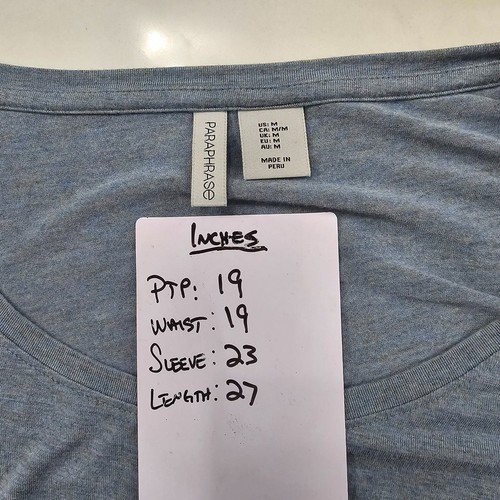 PARAPHRASE
US: M
CA: M/M
UK: M
EU: M
AU: M
MADE IN
PERU
INCHES
PTP: 19
WAIST: 19
SLEEVE: 23
LENGTH: 27